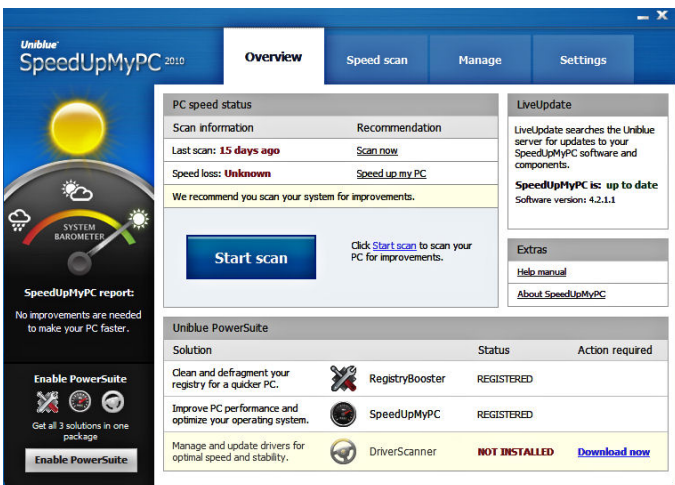 Uniblue
SpeedUpMyPC 2010
Overview
Speed scan
Manage
Settings
SYSTEM
BAROMETER
SpeedUpMyPC report:
No improvements are needed
to make your PC faster.
Enable PowerSuite
Get all 3 solutions in one
package
Enable PowerSuite
PC speed status
Scan information Recommendation
Last scan: 15 days ago Scan now
Speed loss: Unknown Speed up my PC
We recommend you scan your system for improvements.
Start scan
Click Start scan to scan your
PC for improvements.
LiveUpdate
LiveUpdate searches the Uniblue
server for updates to your
SpeedUpMyPC software and
components.
SpeedUpMyPC is: up to date
Software version: 4.2.1.1
Extras
Help manual
About SpeedUpMyPC
Uniblue PowerSuite
Solution Status Action required
Clean and defragment your
registry for a quicker PC.
RegistryBooster REGISTERED
Improve PC performance and
optimize your operating system.
SpeedUpMyPC REGISTERED
Manage and update drivers for
optimal speed and stability.
DriverScanner NOT INSTALLED Download now